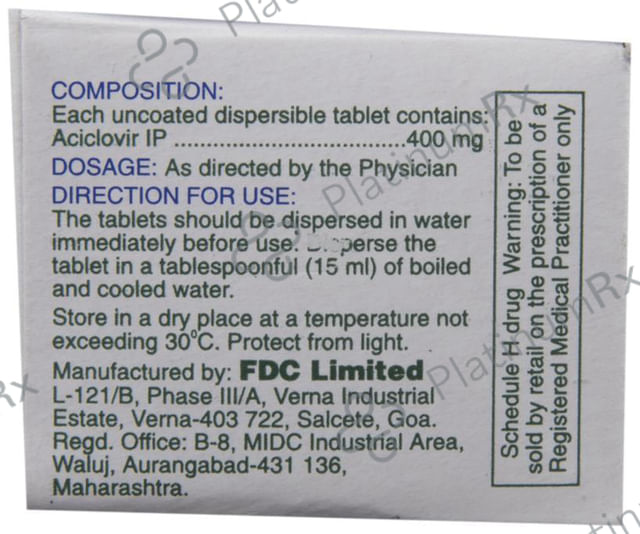 COMPOSITION:
Each uncoated dispersible tablet contains:
Aciclovir IP ....................................400 mg
DOSAGE: As directed by the Physician
DIRECTION FOR USE:
The tablets should be dispersed in water
immediately before use. Disperse the
tablet in a tablespoonful (15 ml) of boiled
and cooled water.
Store in a dry place at a temperature not
exceeding 30°C. Protect from light.
Manufactured by: FDC Limited
L-121/B, Phase III/A, Verna Industrial
Estate, Verna-403 722, Salcete, Goa.
Regd. Office: B-8, MIDC Industrial Area,
Waluj, Aurangabad-431 136,
Maharashtra.
Schedule H drug Warning: To be
sold by retail on the prescription of a
Registered Medical Practitioner only
PlatinumRx
PlatinumRx